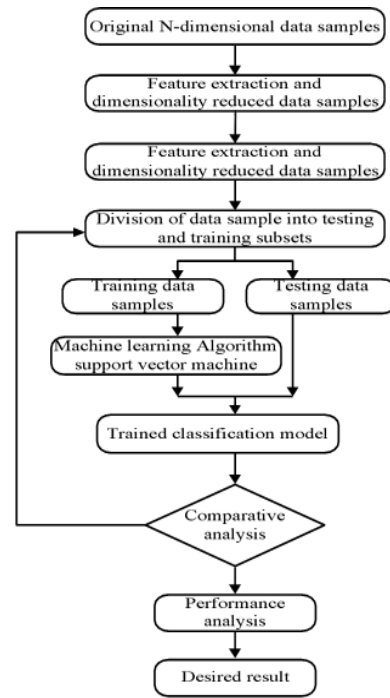 Original N-dimensional data samples
Feature extraction and
dimensionality reduced data samples
Feature extraction and
dimensionality reduced data samples
Division of data sample into testing
and training subsets
Training data
samples
Testing data
samples
Machine learning Algorithm
support vector machine
Trained classification model
Comparative
analysis
Performance
analysis
Desired result